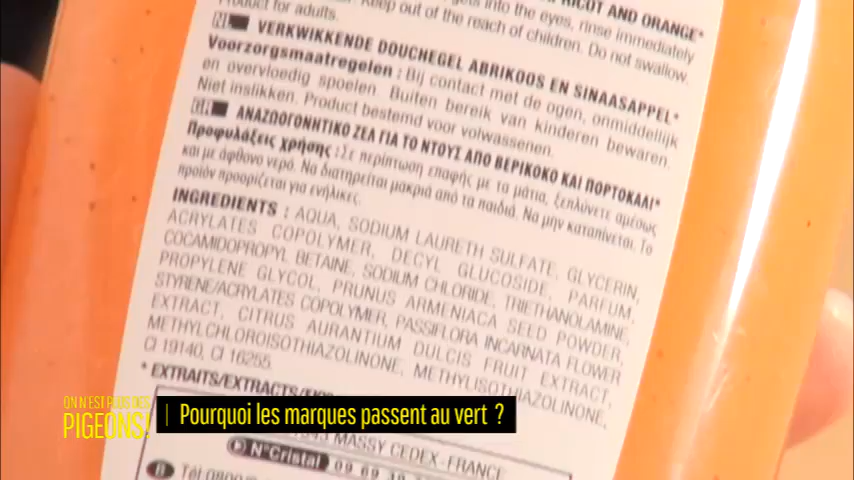 RICOT AND ORANGE*
gets into the eyes, rinse immediately
Keep out of the reach of children. Do not swallow.
Product for adults.
NL VERKWIKKENDE DOUCHEGEL ABRIKOOS EN SINAASAPPEL*
Voorzorgsmaatregelen : Bij contact met de ogen, onmiddellijk
en overvloedig spoelen. Buiten bereik van kinderen bewaren.
Niet inslikken. Product bestemd voor volwassenen.
ΑΝΑΖΩΟΓΟΝΗΤΙΚΟ ΖΕΛ ΓΙΑ ΤΟ ΝΤΟΥΣ ΑΠΟ ΒΕΡΙΚΟΚΟ ΚΑΙ ΠΟΡΤΟΚΑΛΙ*
Προφυλάξεις χρήσης : Σε περίπτωση επαφής με τα μάτια, ξεπλύνετε αμέσως
και με άφθονο νερό. Να διατηρείται μακριά από τα παιδιά. Να μην καταπίνεται. Το
προϊόν προορίζεται για ενήλικες.
INGREDIENTS : AQUA, SODIUM LAURETH SULFATE, GLYCERIN,
ACRYLATES COPOLYMER, DECYL GLUCOSIDE, PARFUM,
COCAMIDOPROPYL BETAINE, SODIUM CHLORIDE, TRIETHANOLAMINE,
PROPYLENE GLYCOL, PRUNUS ARMENIACA SEED POWDER,
STYRENE/ACRYLATES COPOLYMER, PASSIFLORA INCARNATA FLOWER
EXTRACT, CITRUS AURANTIUM DULCIS FRUIT EXTRACT,
METHYLCHLOROISOTHIAZOLINONE, METHYLISOTHIAZOLINONE,
CI 19140, CI 16255.
* EXTRAITS/EXTRACTS/
ON N'EST PLUS DES
PIGEONS!
Pourquoi les marques passent au vert ?
MASSY CEDEX-FRANCE
N°Cristal 09 69
B Tél 0800/